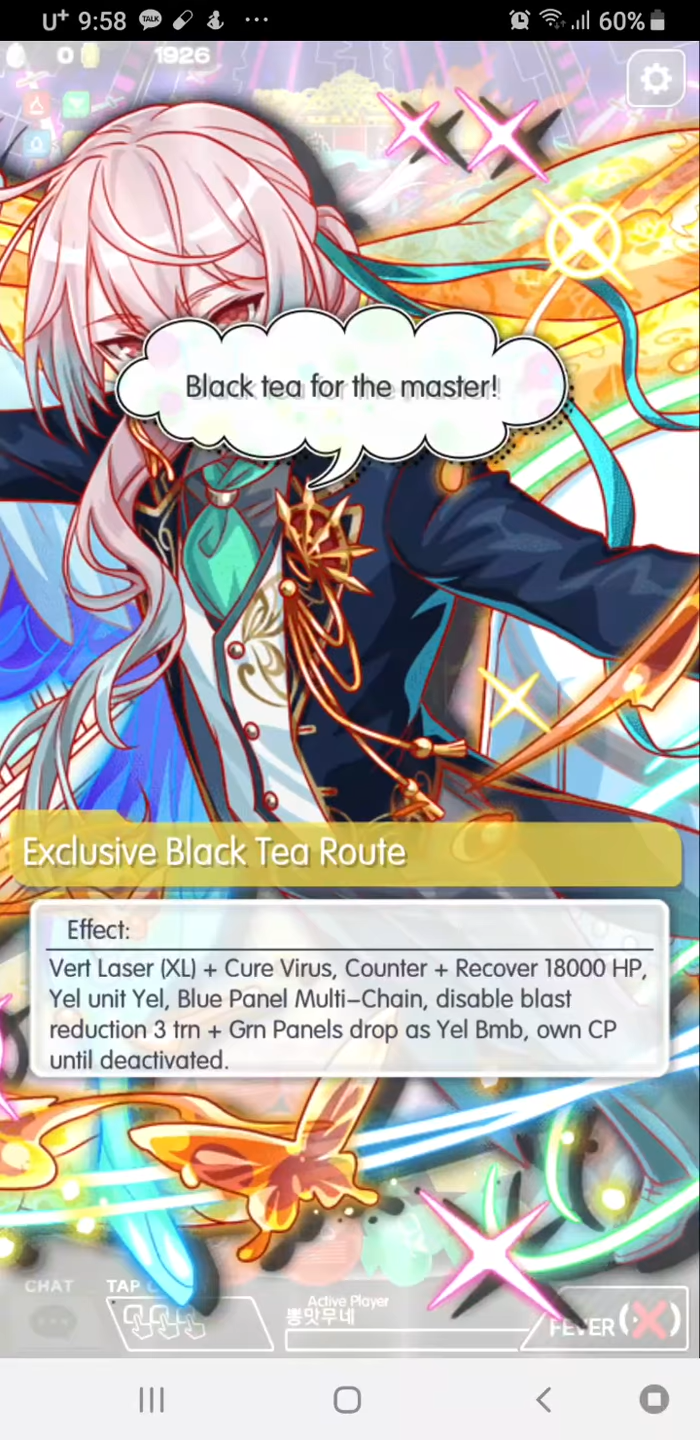 U+ 9:58 TALK ... 60%
0 1926
Black tea for the master!
Exclusive Black Tea Route
Effect:
Vert Laser (XL) + Cure Virus, Counter + Recover 18000 HP,
Yel unit Yel, Blue Panel Multi-Chain, disable blast
reduction 3 trn + Grn Panels drop as Yel Bmb, own CP
until deactivated.
CHAT
TAP
Active Player
뽕맛무네
FEVER